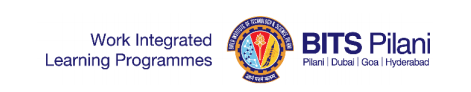 Work Integrated
Learning Programmes
BITS Pilani
Pilani | Dubai | Goa | Hyderabad